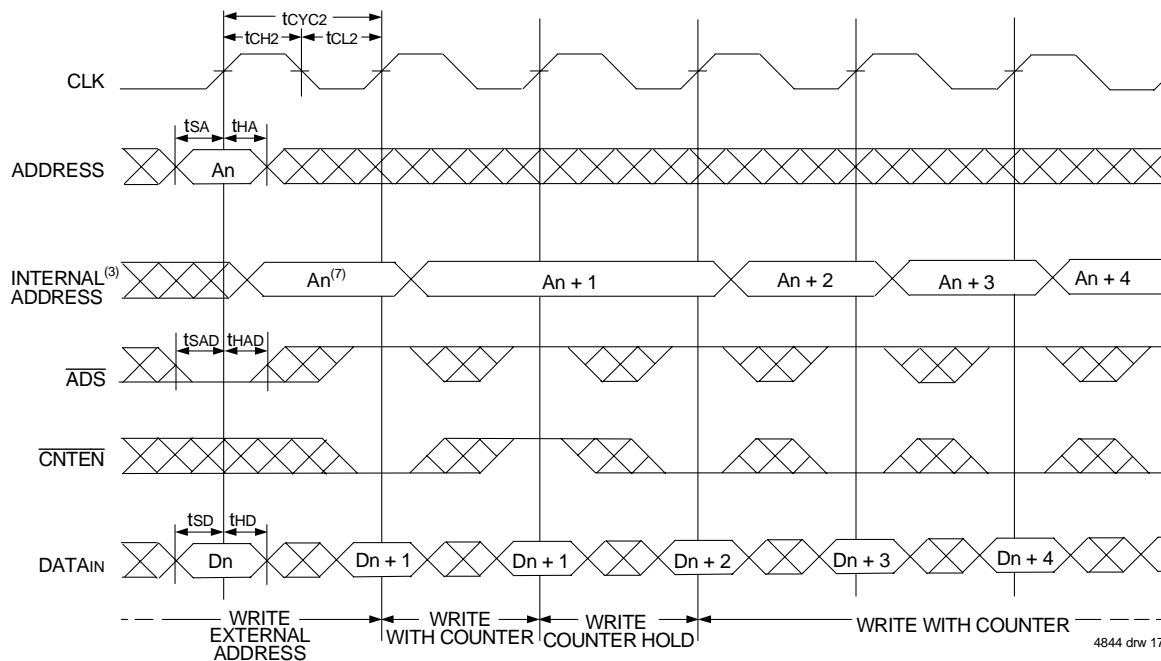 tCYC2
tCH2 tCL2
CLK
tSA tHA
ADDRESS An
INTERNAL(3)
ADDRESS
An(7) An + 1 An + 2 An + 3 An + 4
tSAD tHAD
ADS
CNTEN
tSD tHD
DATAIN Dn Dn + 1 Dn + 1 Dn + 2 Dn + 3 Dn + 4
WRITE
EXTERNAL
ADDRESS
WRITE
WITH COUNTER
WRITE
COUNTER HOLD
WRITE WITH COUNTER
4844 drw 17